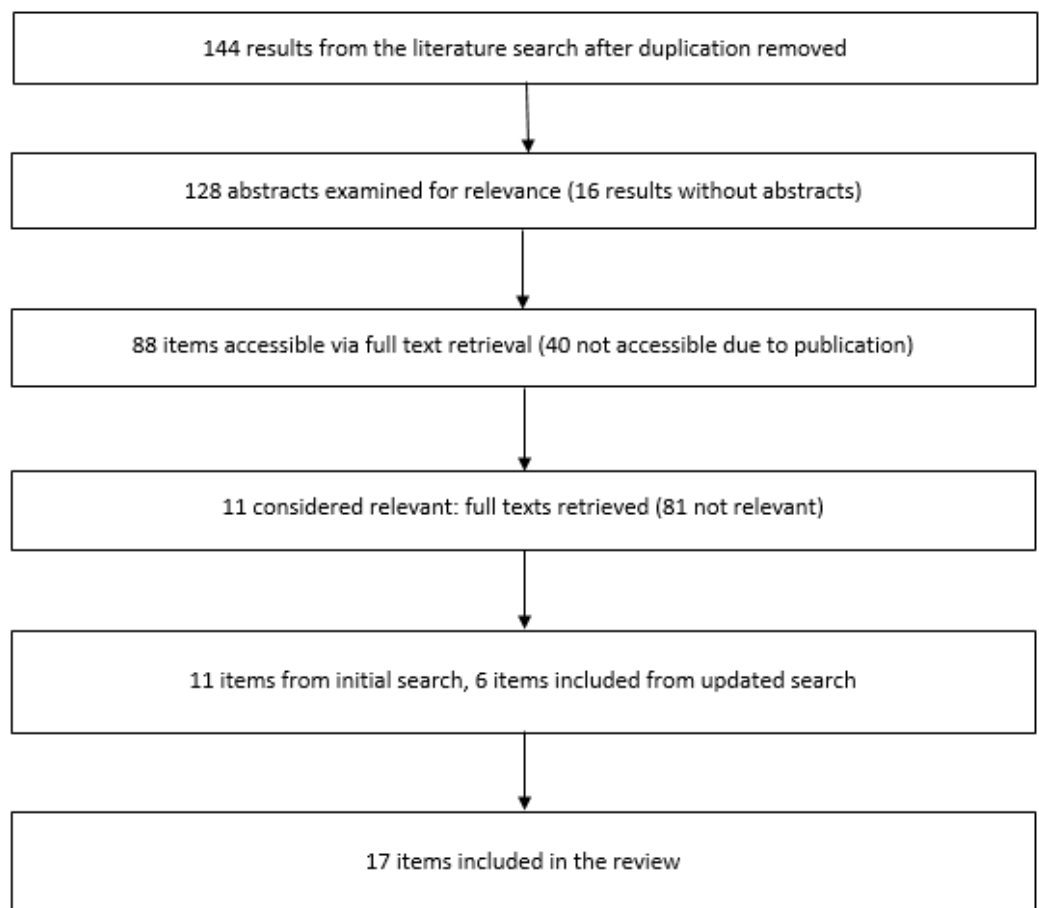 144 results from the literature search after duplication removed
128 abstracts examined for relevance (16 results without abstracts)
88 items accessible via full text retrieval (40 not accessible due to publication)
11 considered relevant: full texts retrieved (81 not relevant)
11 items from initial search, 6 items included from updated search
17 items included in the review